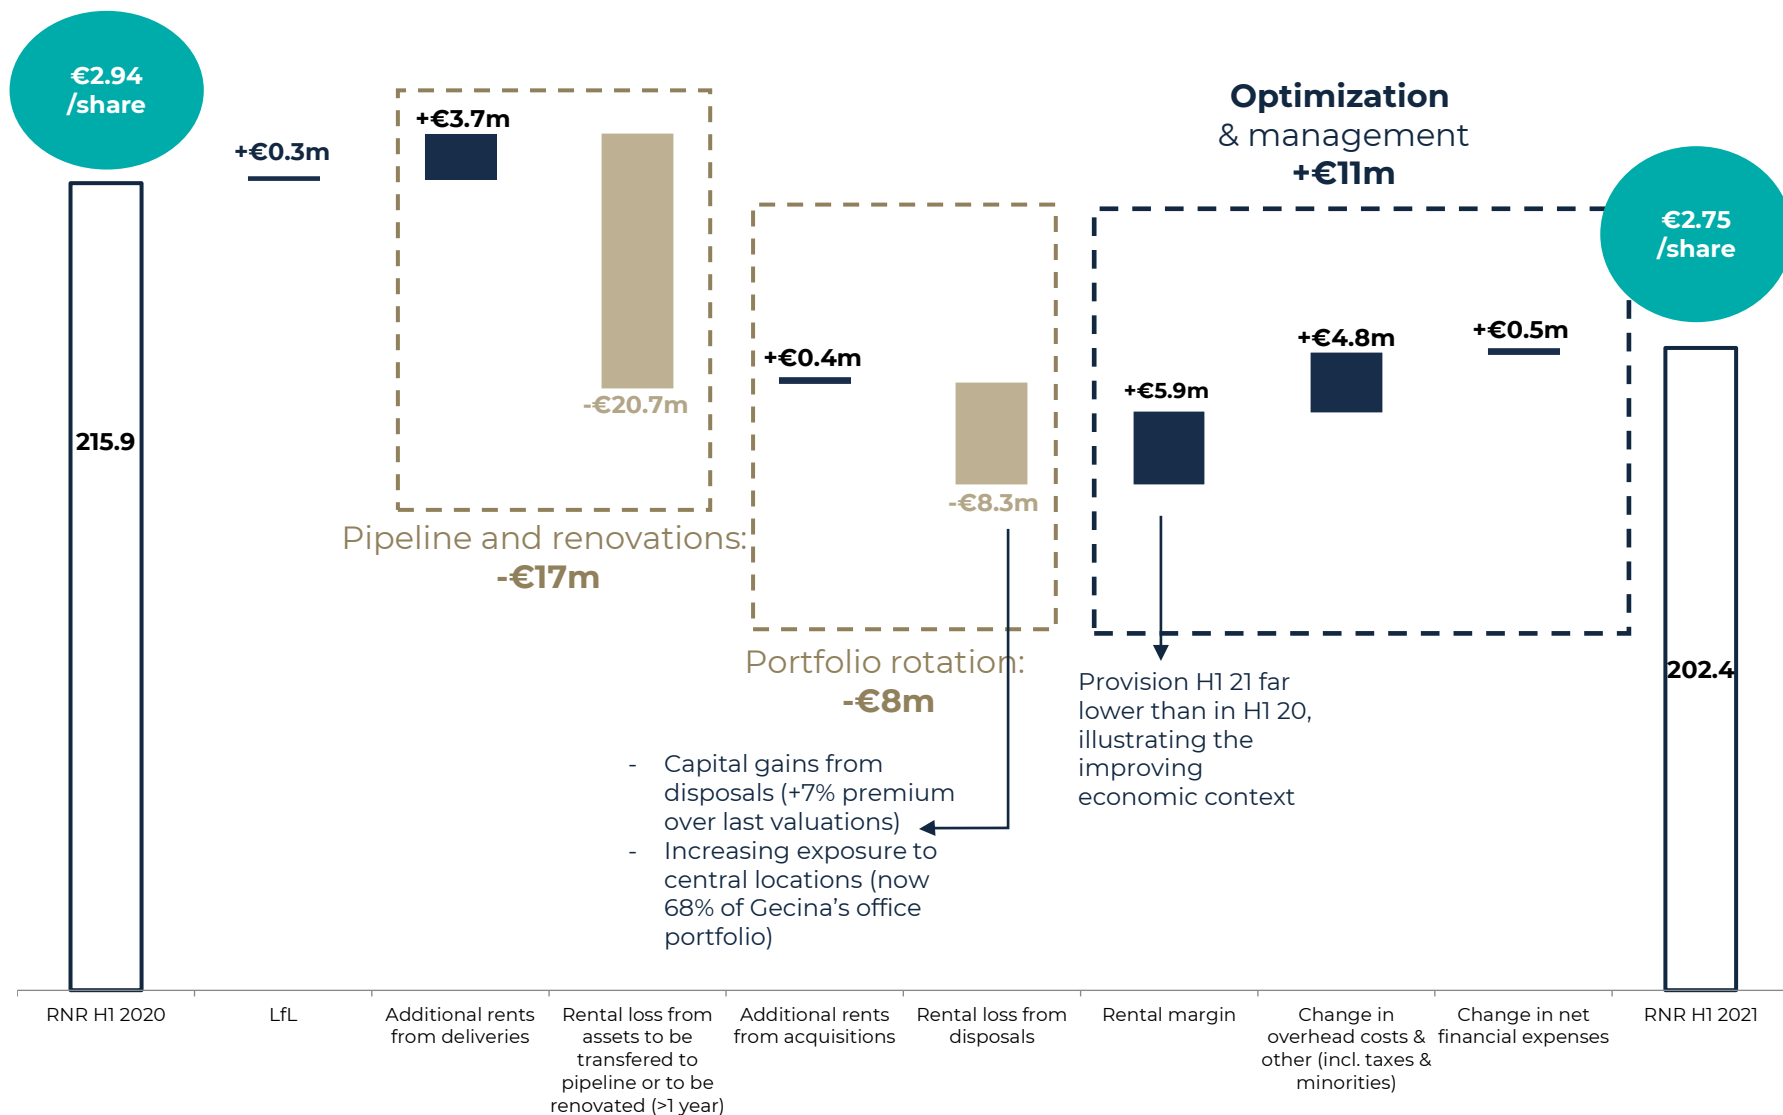 €2.94
/share
+€0.3m
+€3.7m
-€20.7m
Pipeline and renovations:
-€17m
+€0.4m
-€8.3m
Portfolio rotation:
-€8m
- Capital gains from
disposals (+7% premium
over last valuations)
- Increasing exposure to
central locations (now
68% of Gecina's office
portfolio)
Optimization
& management
+€11m
+€5.9m
+€4.8m
+€0.5m
Provision H1 21 far
lower than in H1 20,
illustrating the
improving
economic context
€2.75
/share
215.9
202.4
RNR H1 2020
LfL
Additional rents
from deliveries
Rental loss from
assets to be
transfered to
pipeline or to be
renovated (>1 year)
Additional rents
from acquisitions
Rental loss from
disposals
Rental margin
Change in
overhead costs &
other (incl. taxes &
minorities)
Change in net
financial expenses
RNR H1 2021